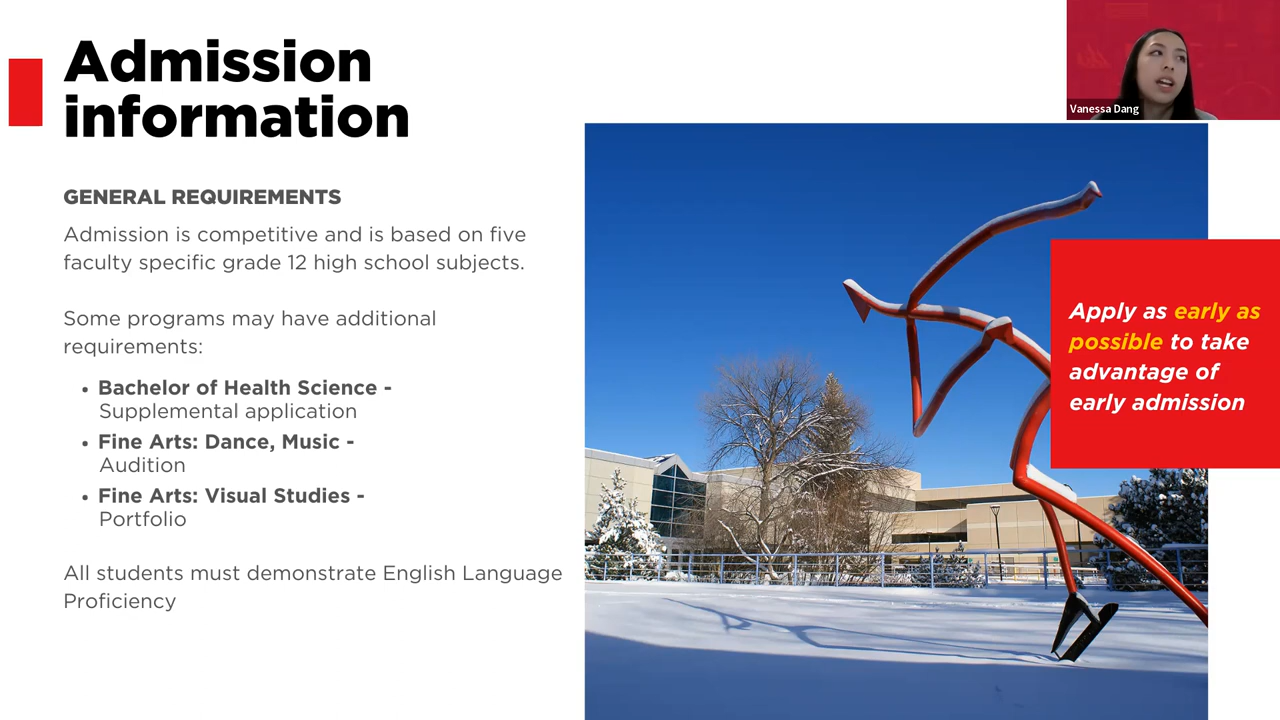 Admission
information
Vanessa Dang
GENERAL REQUIREMENTS
Admission is competitive and is based on five
faculty specific grade 12 high school subjects.
Some programs may have additional
requirements:
• Bachelor of Health Science -
Supplemental application
• Fine Arts: Dance, Music -
Audition
• Fine Arts: Visual Studies -
Portfolio
All students must demonstrate English Language
Proficiency
Apply as early as
possible to take
advantage of
early admission